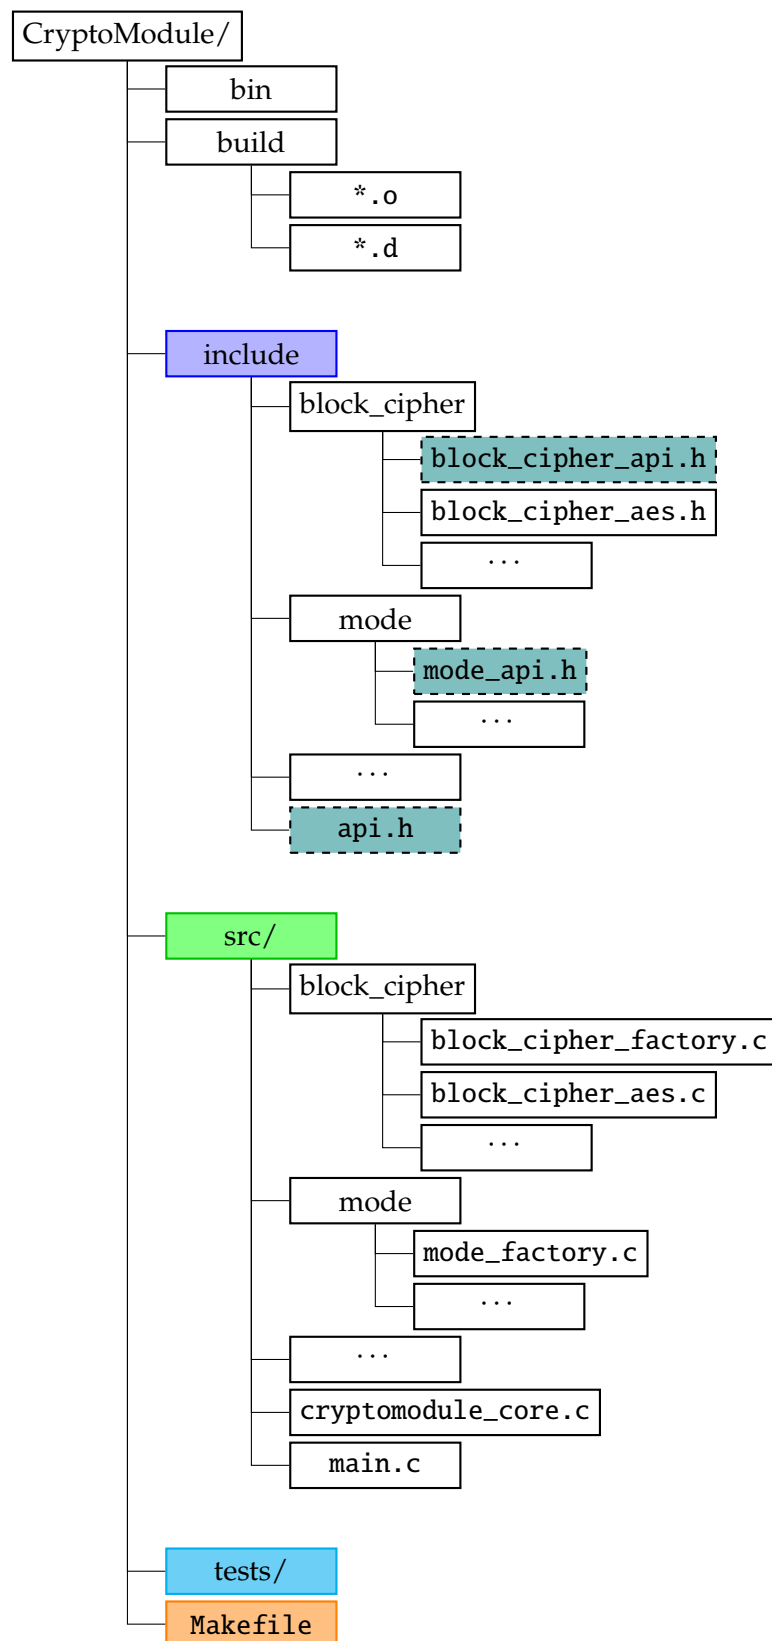 CryptoModule/
bin
build
*.o
*.d
include
block_cipher
block_cipher_api.h
block_cipher_aes.h
...
mode
mode_api.h
...
...
api.h
src/
block_cipher
block_cipher_factory.c
block_cipher_aes.c
...
mode
mode_factory.c
...
...
cryptomodule_core.c
main.c
tests/
Makefile